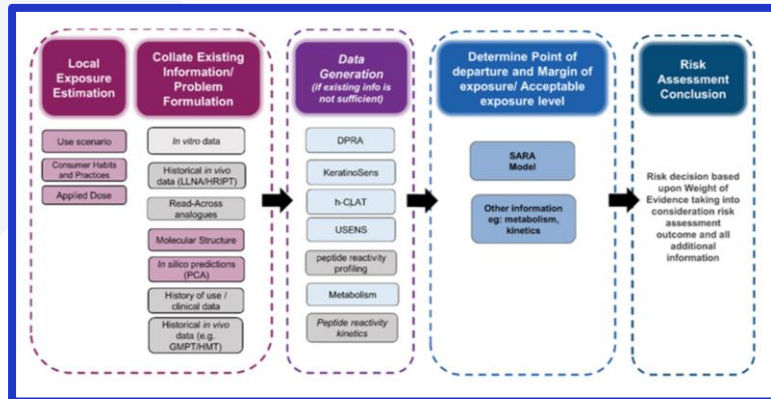 Local
Exposure
Estimation
Use scenario
Consumer Habits
and Practices
Applied Dose
Collate Existing
Information/
Problem
Formulation
In vitro data
Historical in vivo
data (LLNA/HRIPT)
Read-Across
analogues
Molecular Structure
In silico predictions
(PCA)
History of use /
clinical data
Historical in vivo
data (e.g.
GMPT/HMT)
Data
Generation
(if existing info is
not sufficient)
DPRA
KeratinoSens
h-CLAT
USENS
peptide reactivity
profiling
Metabolism
Peptide reactivity
kinetics
Determine Point of
departure and Margin of
exposure/ Acceptable
exposure level
SARA
Model
Other information
eg: metabolism,
kinetics
Risk
Assessment
Conclusion
Risk decision based
upon Weight of
Evidence taking into
consideration risk
assessment
outcome and all
additional
information